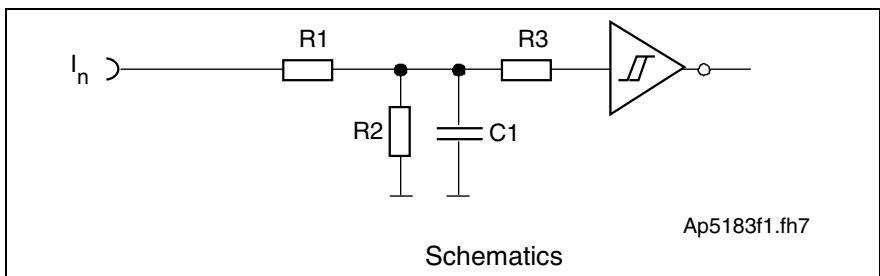 R1
R3
In
R2
C1
Ap5183f1.fh7
Schematics